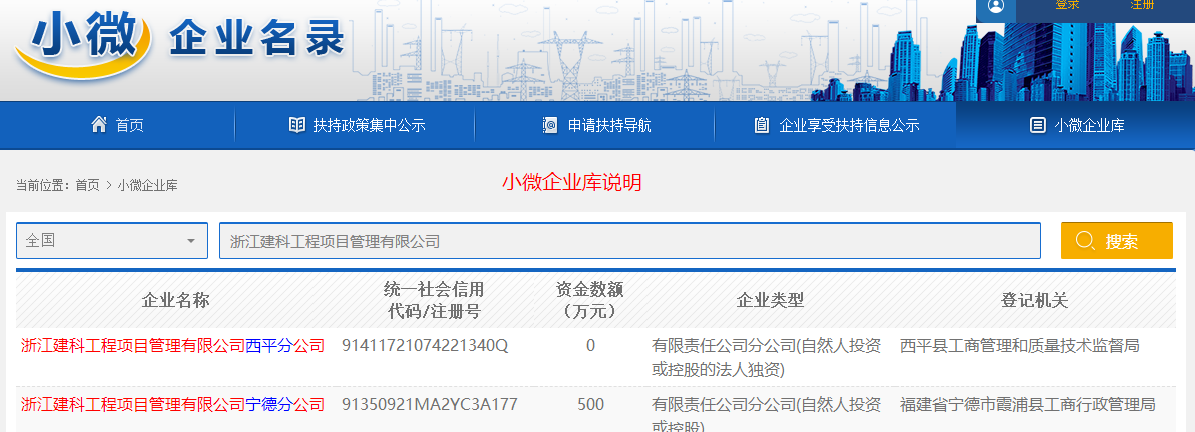 登录 注册
小微 企业名录
首页 扶持政策集中公示 申请扶持导航 企业享受扶持信息公示 小微企业库
当前位置：首页 > 小微企业库
小微企业库说明
全国 浙江建科工程项目管理有限公司 搜索
企业名称 统一社会信用代码/注册号 资金数额（万元） 企业类型 登记机关
浙江建科工程项目管理有限公司西平分公司 91411721074221340Q 0 有限责任公司分公司(自然人投资 西平县工商管理和质量技术监督局
或控股的法人独资)
浙江建科工程项目管理有限公司宁德分公司 91350921MA2YC3A177 500 有限责任公司分公司(自然人投资 福建省宁德市霞浦县工商行政管理局
或控股)